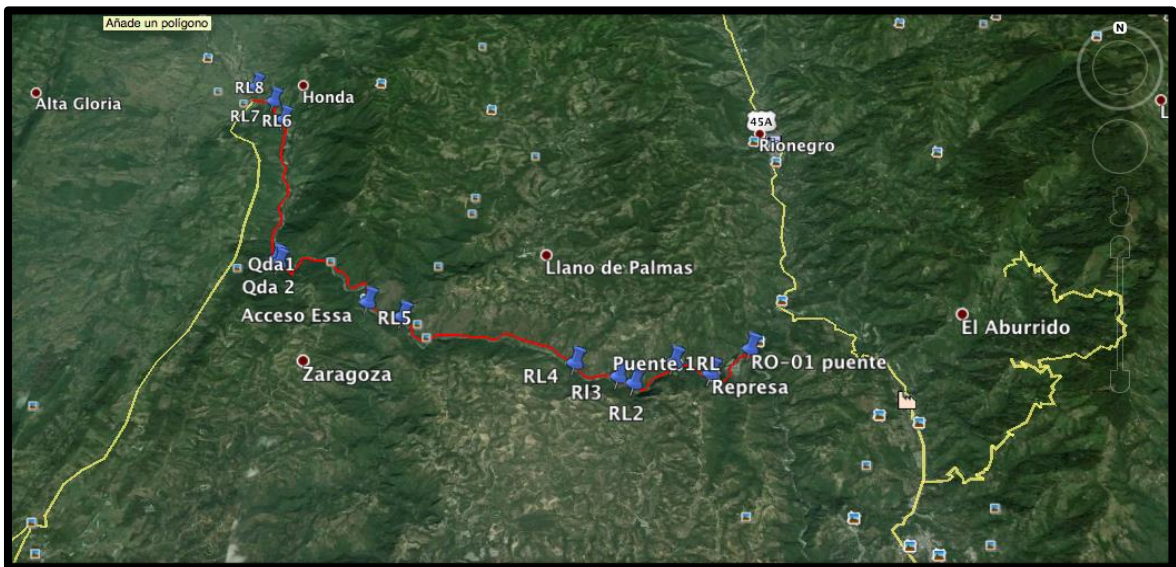 Añade un polígono
N
Alta Gloria
RL8
Honda
RL7
RL6
45A
Rionegro
L
Qda1
Qda 2
Llano de Palmas
Acceso Essa
RL5
El Aburrido
Zaragoza
RL4
Puente 1RL
RO-01 puente
RI3
Represa
RL2